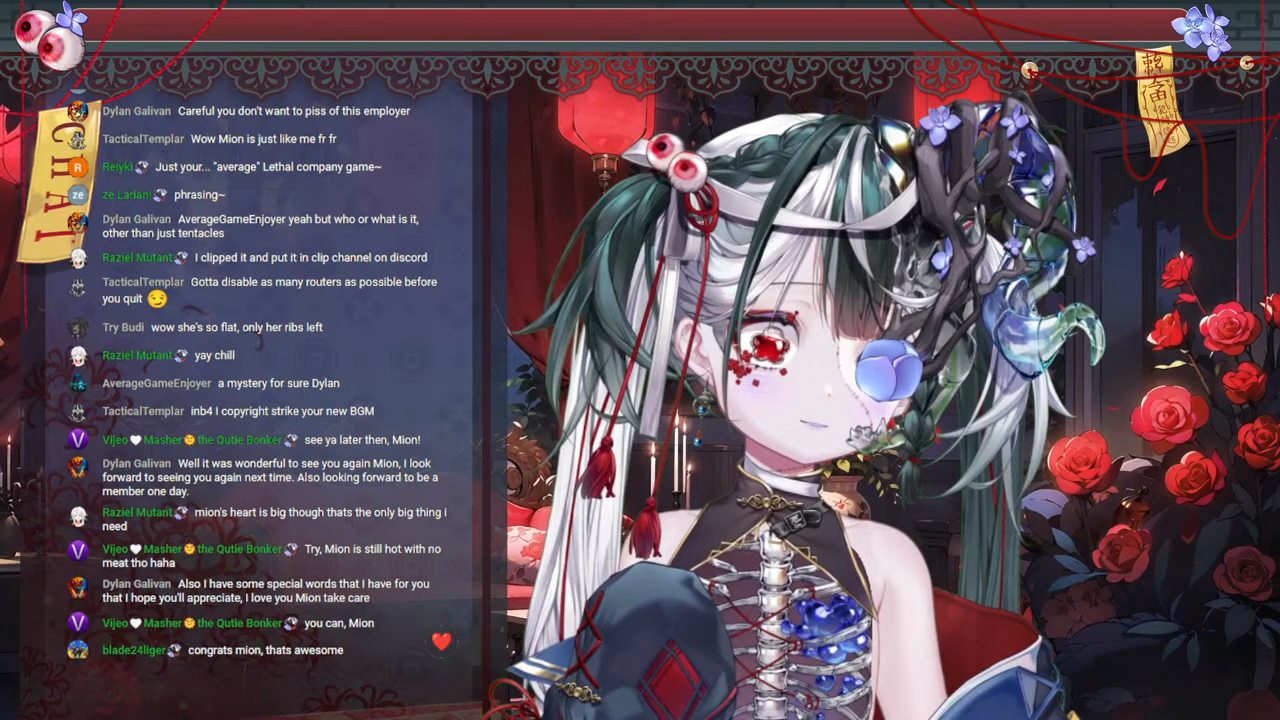 CHAT
Dylan Galivan Careful you don't want to piss of this employer
TacticalTemplar Wow Mion is just like me fr fr
R
Reiyki Just your... "average" Lethal company game~
ze
ze Larian! phrasing~
Dylan Galivan AverageGameEnjoyer yeah but who or what is it,
other than just tentacles
Raziel Mutant I clipped it and put it in clip channel on discord
TacticalTemplar Gotta disable as many routers as possible before
you quit 😏
Try Budi wow she's so flat, only her ribs left
Raziel Mutant yay chill
AverageGameEnjoyer a mystery for sure Dylan
TacticalTemplar inb4 I copyright strike your new BGM
V
Vijeo🤍Masher🌞the Qutie Bonker see ya later then, Mion!
Dylan Galivan Well it was wonderful to see you again Mion, I look
forward to seeing you again next time. Also looking forward to be a
member one day.
Raziel Mutant mion's heart is big though thats the only big thing i
need
V
Vijeo🤍Masher🌞the Qutie Bonker Try, Mion is still hot with no
meat tho haha
Dylan Galivan Also I have some special words that I have for you
that I hope you'll appreciate, I love you Mion take care
V
Vijeo🤍Masher🌞the Qutie Bonker you can, Mion
blade24liger congrats mion, thats awesome